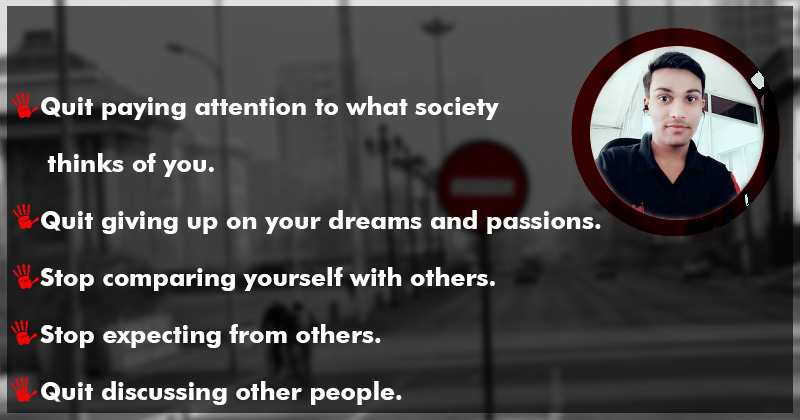 Quit paying attention to what society
thinks of you.
Quit giving up on your dreams and passions.
Stop comparing yourself with others.
Stop expecting from others.
Quit discussing other people.